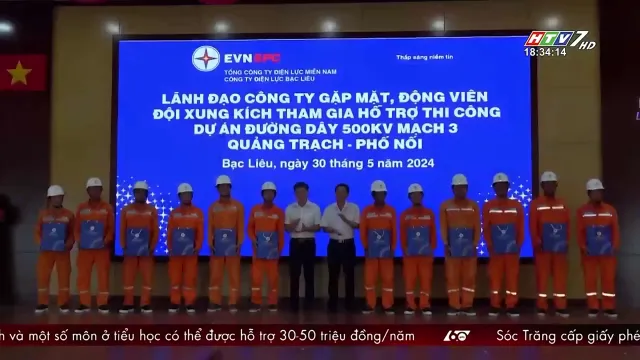 HTV7 HD
18:34:14
EVNSPC
Thắp sáng niềm tin
TỔNG CÔNG TY ĐIỆN LỰC MIỀN NAM
CÔNG TY ĐIỆN LỰC BẠC LIÊU
LÃNH ĐẠO CÔNG TY GẶP MẶT, ĐỘNG VIÊN
ĐỘI XUNG KÍCH THAM GIA HỖ TRỢ THI CÔNG
DỰ ÁN ĐƯỜNG DÂY 500KV MẠCH 3
QUẢNG TRẠCH - PHỐ NỐI
Bạc Liêu, ngày 30 tháng 5 năm 2024
h và một số môn ở tiểu học có thể được hỗ trợ 30-50 triệu đồng/năm
60
Sóc Trăng cấp giấy phé